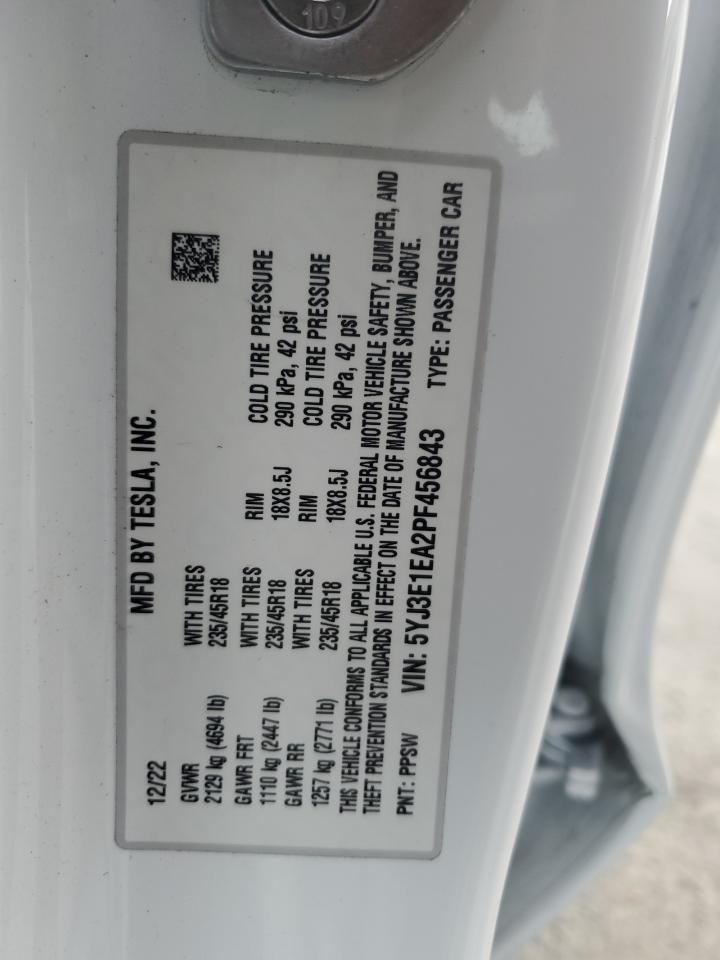 109
MFD BY TESLA, INC.
12/22
GVWR WITH TIRES
2129 kg (4694 lb) 235/45R18
GAWR FRT WITH TIRES RIM COLD TIRE PRESSURE
1110 kg (2447 lb) 235/45R18 18X8.5J 290 kPa, 42 psi
GAWR RR WITH TIRES RIM COLD TIRE PRESSURE
1257 kg (2771 lb) 235/45R18 18X8.5J 290 kPa, 42 psi
THIS VEHICLE CONFORMS TO ALL APPLICABLE U.S. FEDERAL MOTOR VEHICLE SAFETY, BUMPER, AND
THEFT PREVENTION STANDARDS IN EFFECT ON THE DATE OF MANUFACTURE SHOWN ABOVE.
PNT: PPSW VIN: 5YJ3E1EA2PF456843 TYPE: PASSENGER CAR